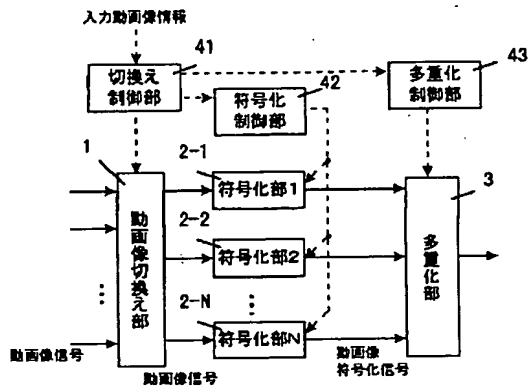 入力動画像情報
41
切換え
制御部
42
符号化
制御部
43
多重化
制御部
1
動画像切換え部
2-1
符号化部1
2-2
符号化部2
2-N
符号化部N
3
多重化部
動画像信号
動画像信号
動画像
符号化信号